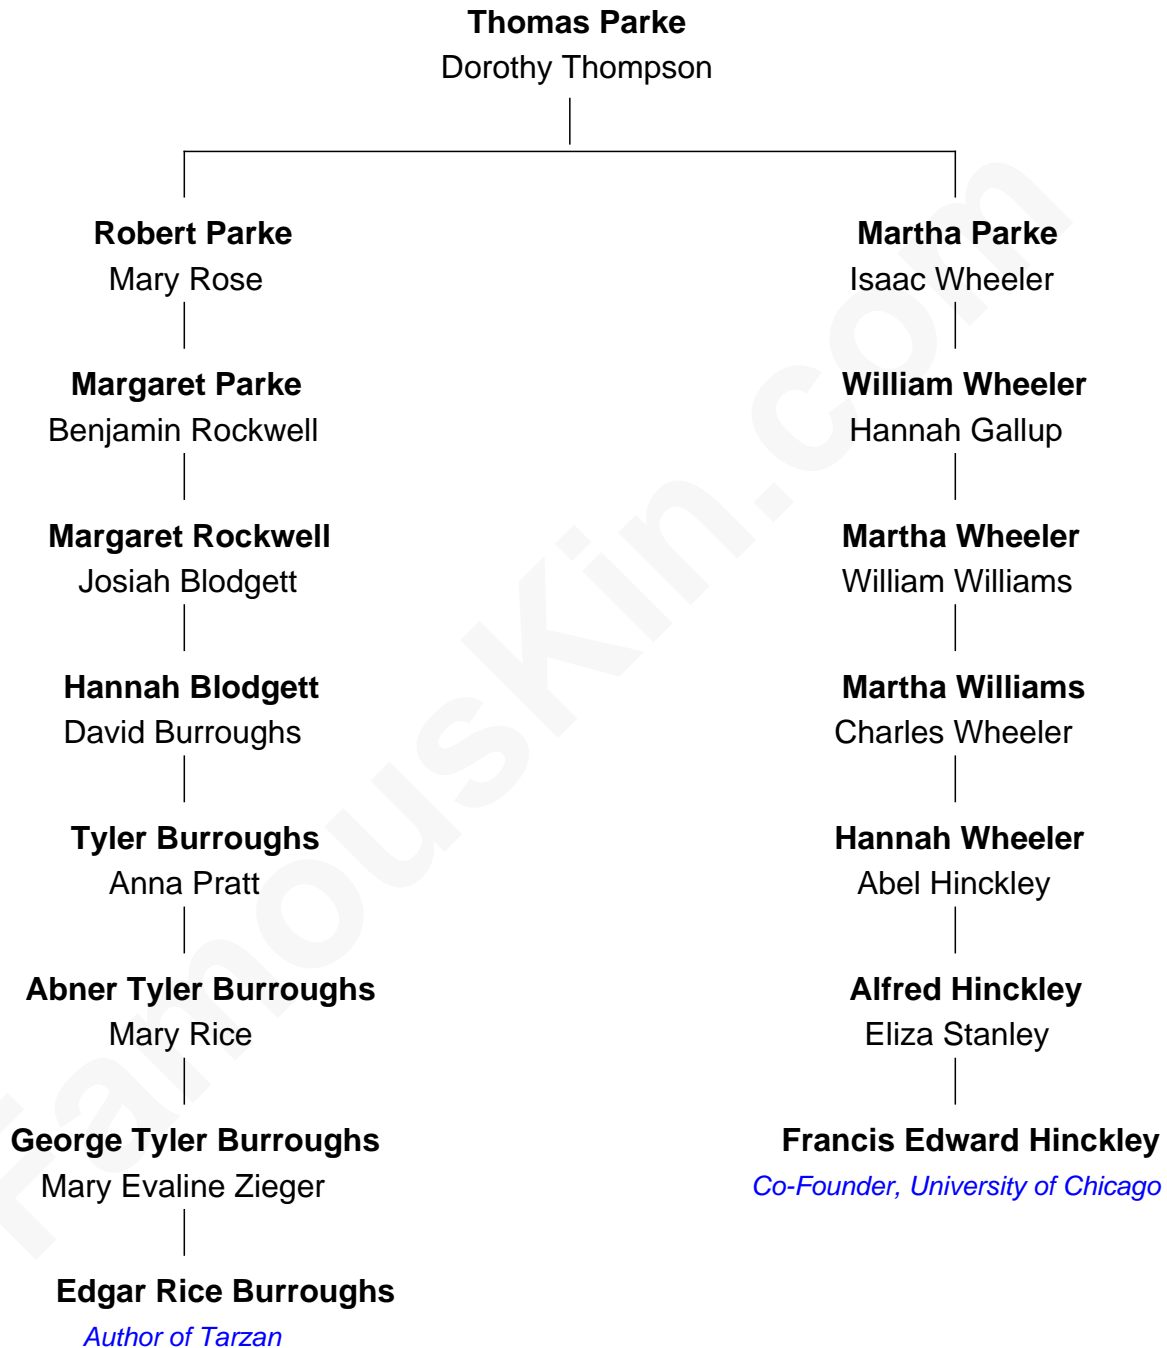 Thomas Parke
Dorothy Thompson
Robert Parke
Mary Rose
Martha Parke
Isaac Wheeler
Margaret Parke
Benjamin Rockwell
William Wheeler
Hannah Gallup
Margaret Rockwell
Josiah Blodgett
Martha Wheeler
William Williams
Hannah Blodgett
David Burroughs
Martha Williams
Charles Wheeler
Tyler Burroughs
Anna Pratt
Hannah Wheeler
Abel Hinckley
Abner Tyler Burroughs
Mary Rice
Alfred Hinckley
Eliza Stanley
George Tyler Burroughs
Mary Evaline Zieger
Francis Edward Hinckley
Co-Founder, University of Chicago
Edgar Rice Burroughs
Author of Tarzan
FamousKin.com